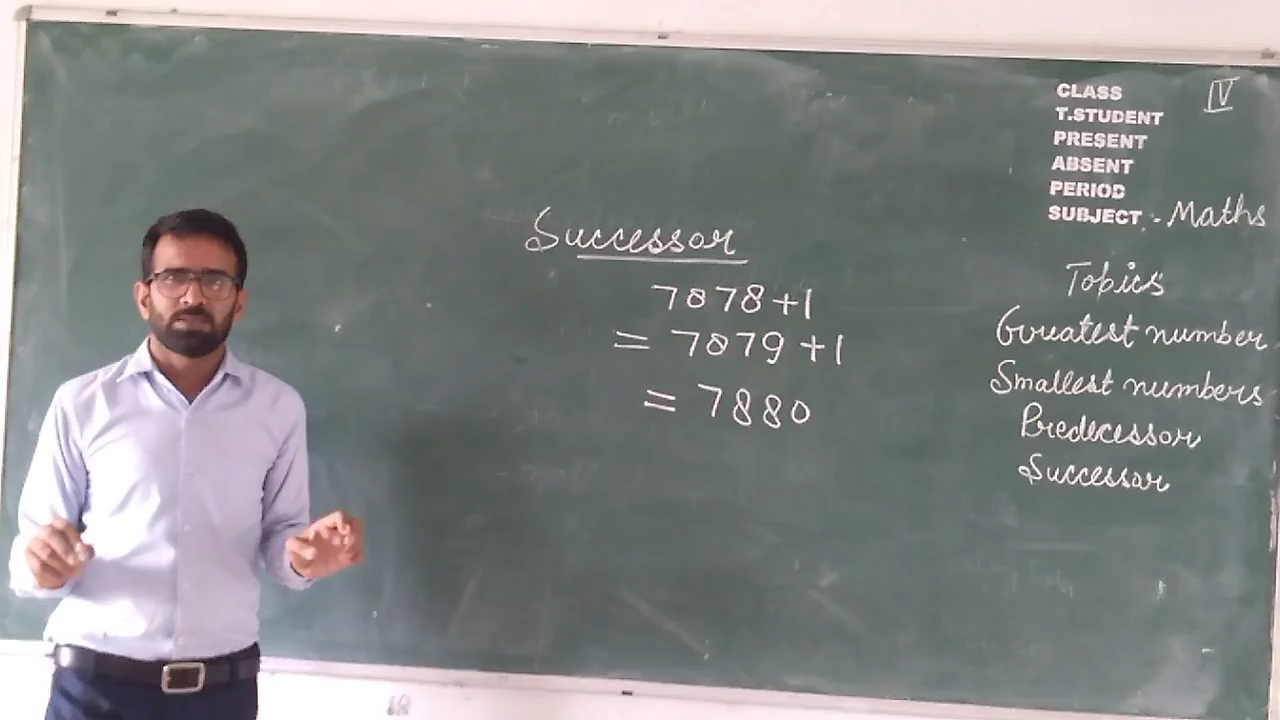 CLASS IV
T.STUDENT
PRESENT
ABSENT
PERIOD
SUBJECT - Maths
Successor
7878+1
= 7879+1
= 7880
Topics
Greatest number
Smallest numbers
Predecessor
Successor